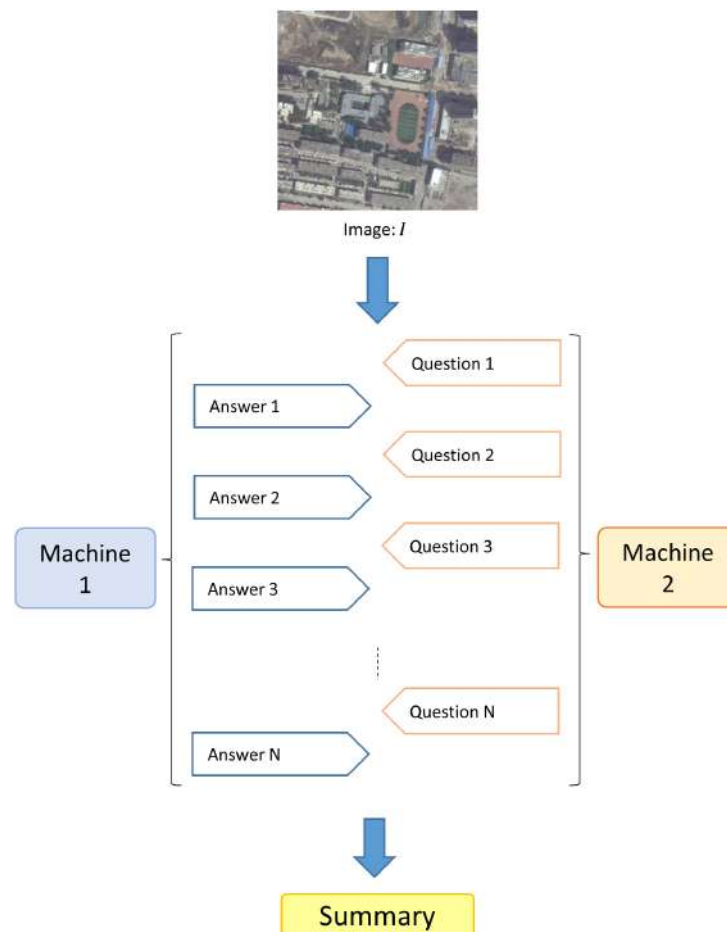 Image: I
Question 1
Answer 1
Question 2
Answer 2
Question 3
Machine
1
Machine
2
Answer 3
Question N
Answer N
Summary